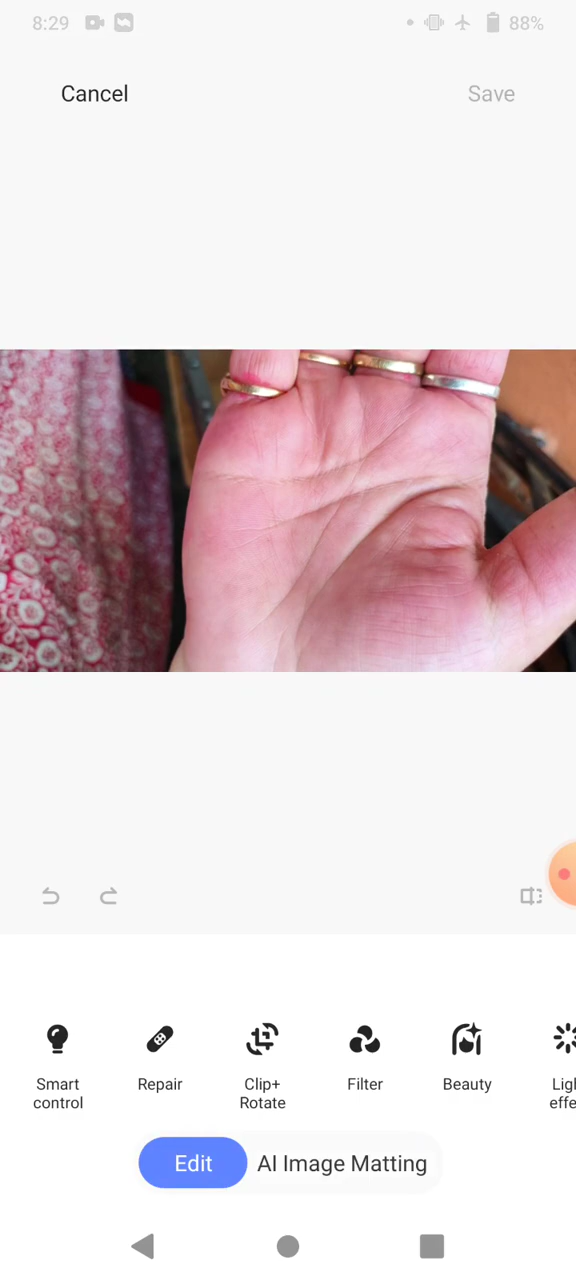 8:29 88%
Cancel Save
Smart control
Repair
Clip+ Rotate
Filter
Beauty
Edit AI Image Matting